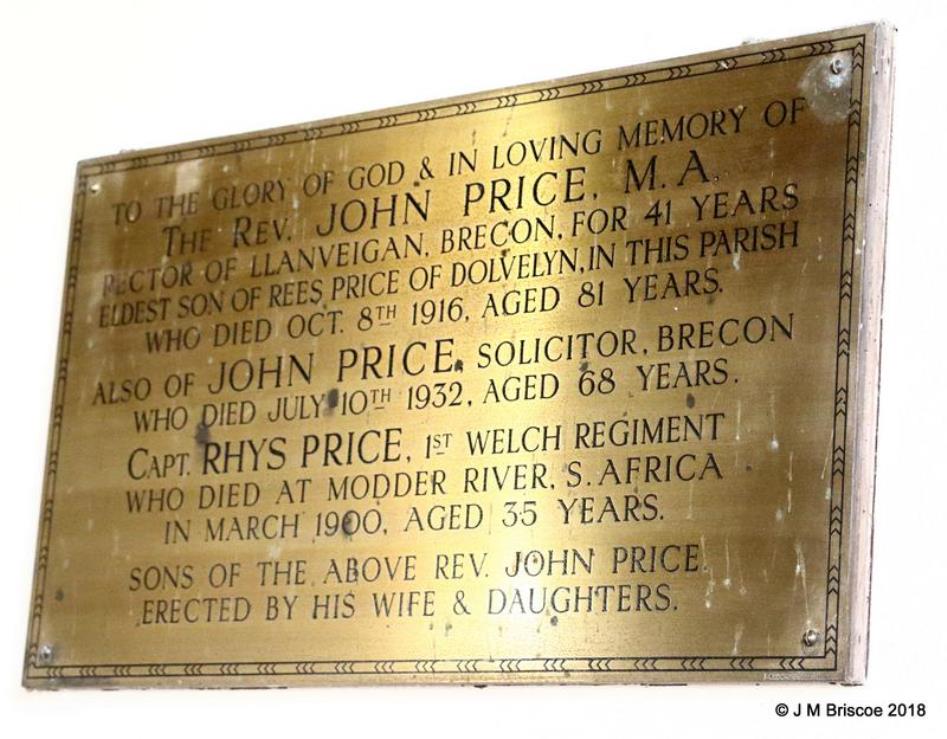 TO THE GLORY OF GOD & IN LOVING MEMORY OF
THE REV. JOHN PRICE, M.A.
RECTOR OF LLANVEIGAN, BRECON, FOR 41 YEARS
ELDEST SON OF REES PRICE OF DOLVELYN, IN THIS PARISH
WHO DIED OCT. 8TH 1916, AGED 81 YEARS.
ALSO OF JOHN PRICE, SOLICITOR, BRECON
WHO DIED JULY 10TH 1932, AGED 68 YEARS.
CAPT. RHYS PRICE, 1ST WELCH REGIMENT
WHO DIED AT MODDER RIVER, S. AFRICA
IN MARCH 1900, AGED 35 YEARS.
SONS OF THE ABOVE REV. JOHN PRICE.
ERECTED BY HIS WIFE & DAUGHTERS.
© J M Briscoe 2018